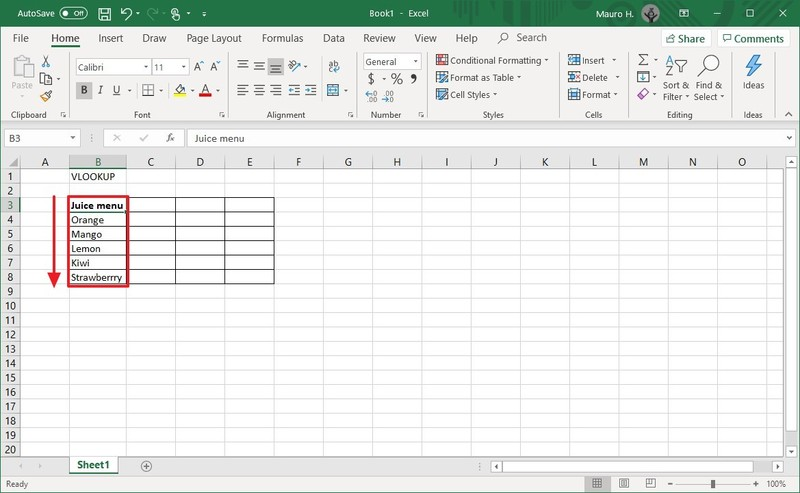 AutoSave Off Book1 - Excel Mauro H.
File Home Insert Draw Page Layout Formulas Data Review View Help Search Share Comments
Paste Calibri 11 A A ab General Conditional Formatting Insert Σ Sort & Filter Find & Select Ideas
B I U A $ % , Format as Table Delete
Cell Styles Format
Clipboard Font Alignment Number Styles Cells Editing Ideas
B3 fx Juice menu
A B C D E F G H I J K L M N O
1 VLOOKUP
2
3 Juice menu
4 Orange
5 Mango
6 Lemon
7 Kiwi
8 Strawberrry
9
10
11
12
13
14
15
16
17
18
19
20
Sheet1
Ready 100%